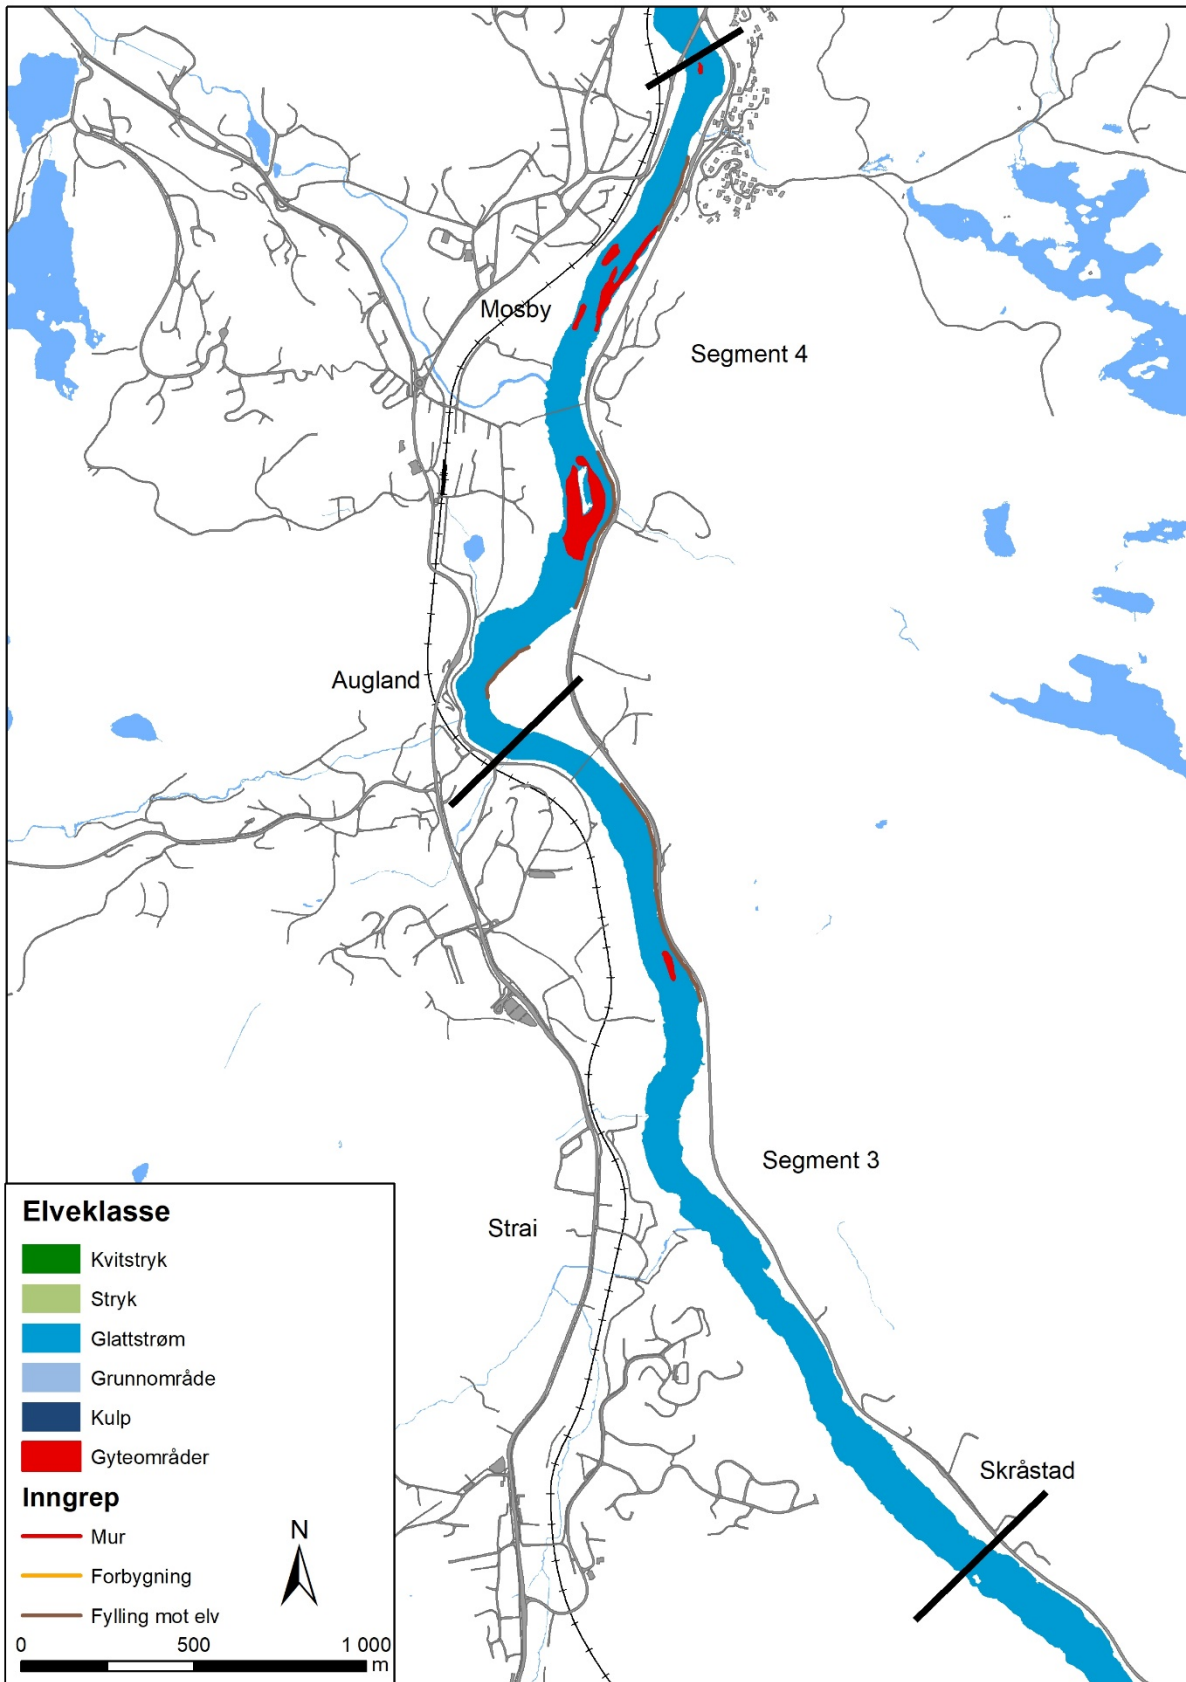 Mosby
Segment 4
Augland
Segment 3
Strai
Skråstad
Elveklasse
Kvitstryk
Stryk
Glattstrøm
Grunnområde
Kulp
Gyteområder
Inngrep
Mur
Forbygning
Fylling mot elv
N
0 500 1 000
m